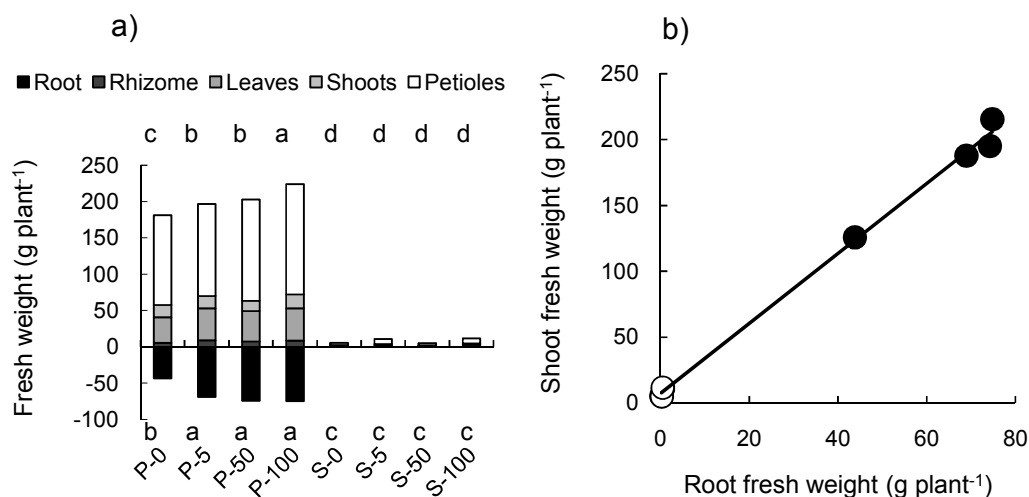 a)
Root Rhizome Leaves Shoots Petioles
c b b a d d d d
Fresh weight (g plant-1)
250
200
150
100
50
0
-50
-100
b a a a c c c c
P-0 P-5 P-50 P-100 S-0 S-5 S-50 S-100
b)
Shoot fresh weight (g plant-1)
250
200
150
100
50
0
0 20 40 60 80
Root fresh weight (g plant-1)